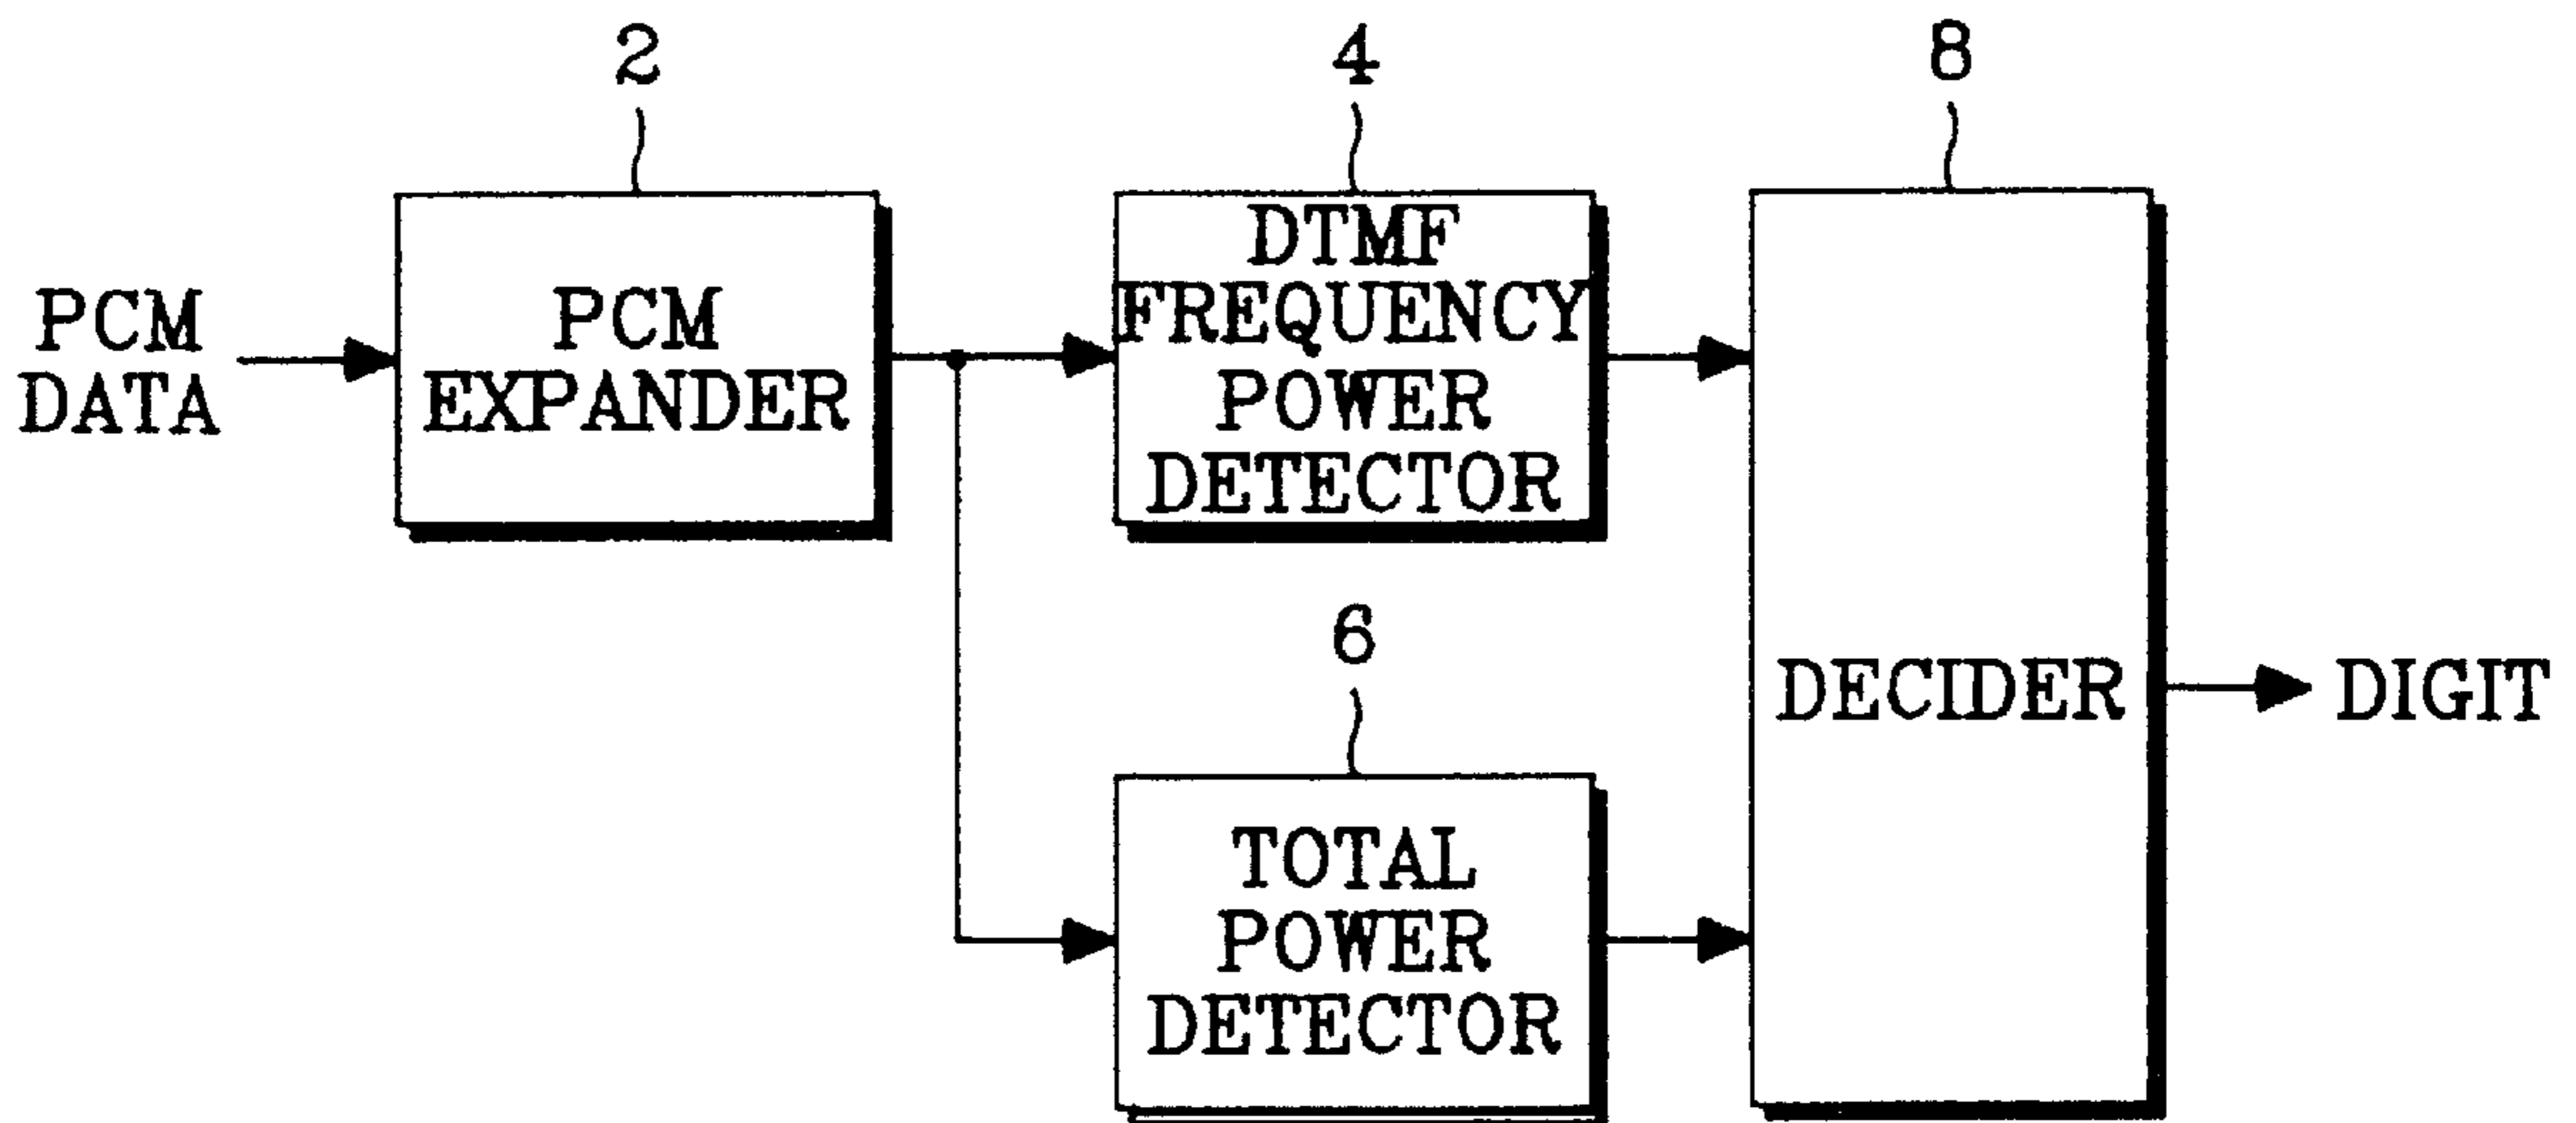 2
4
8
PCM
DATA
PCM
EXPANDER
DTMF
FREQUENCY
POWER
DETECTOR
6
TOTAL
POWER
DETECTOR
DECIDER
DIGIT